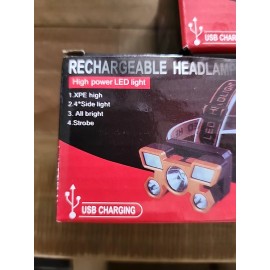 USB CHARGING
RECHARGEABLE HEADLAMP
High power LED light
1.XPE high
2.4*Side light
3. All bright
4.Strobe
USB CHARGING